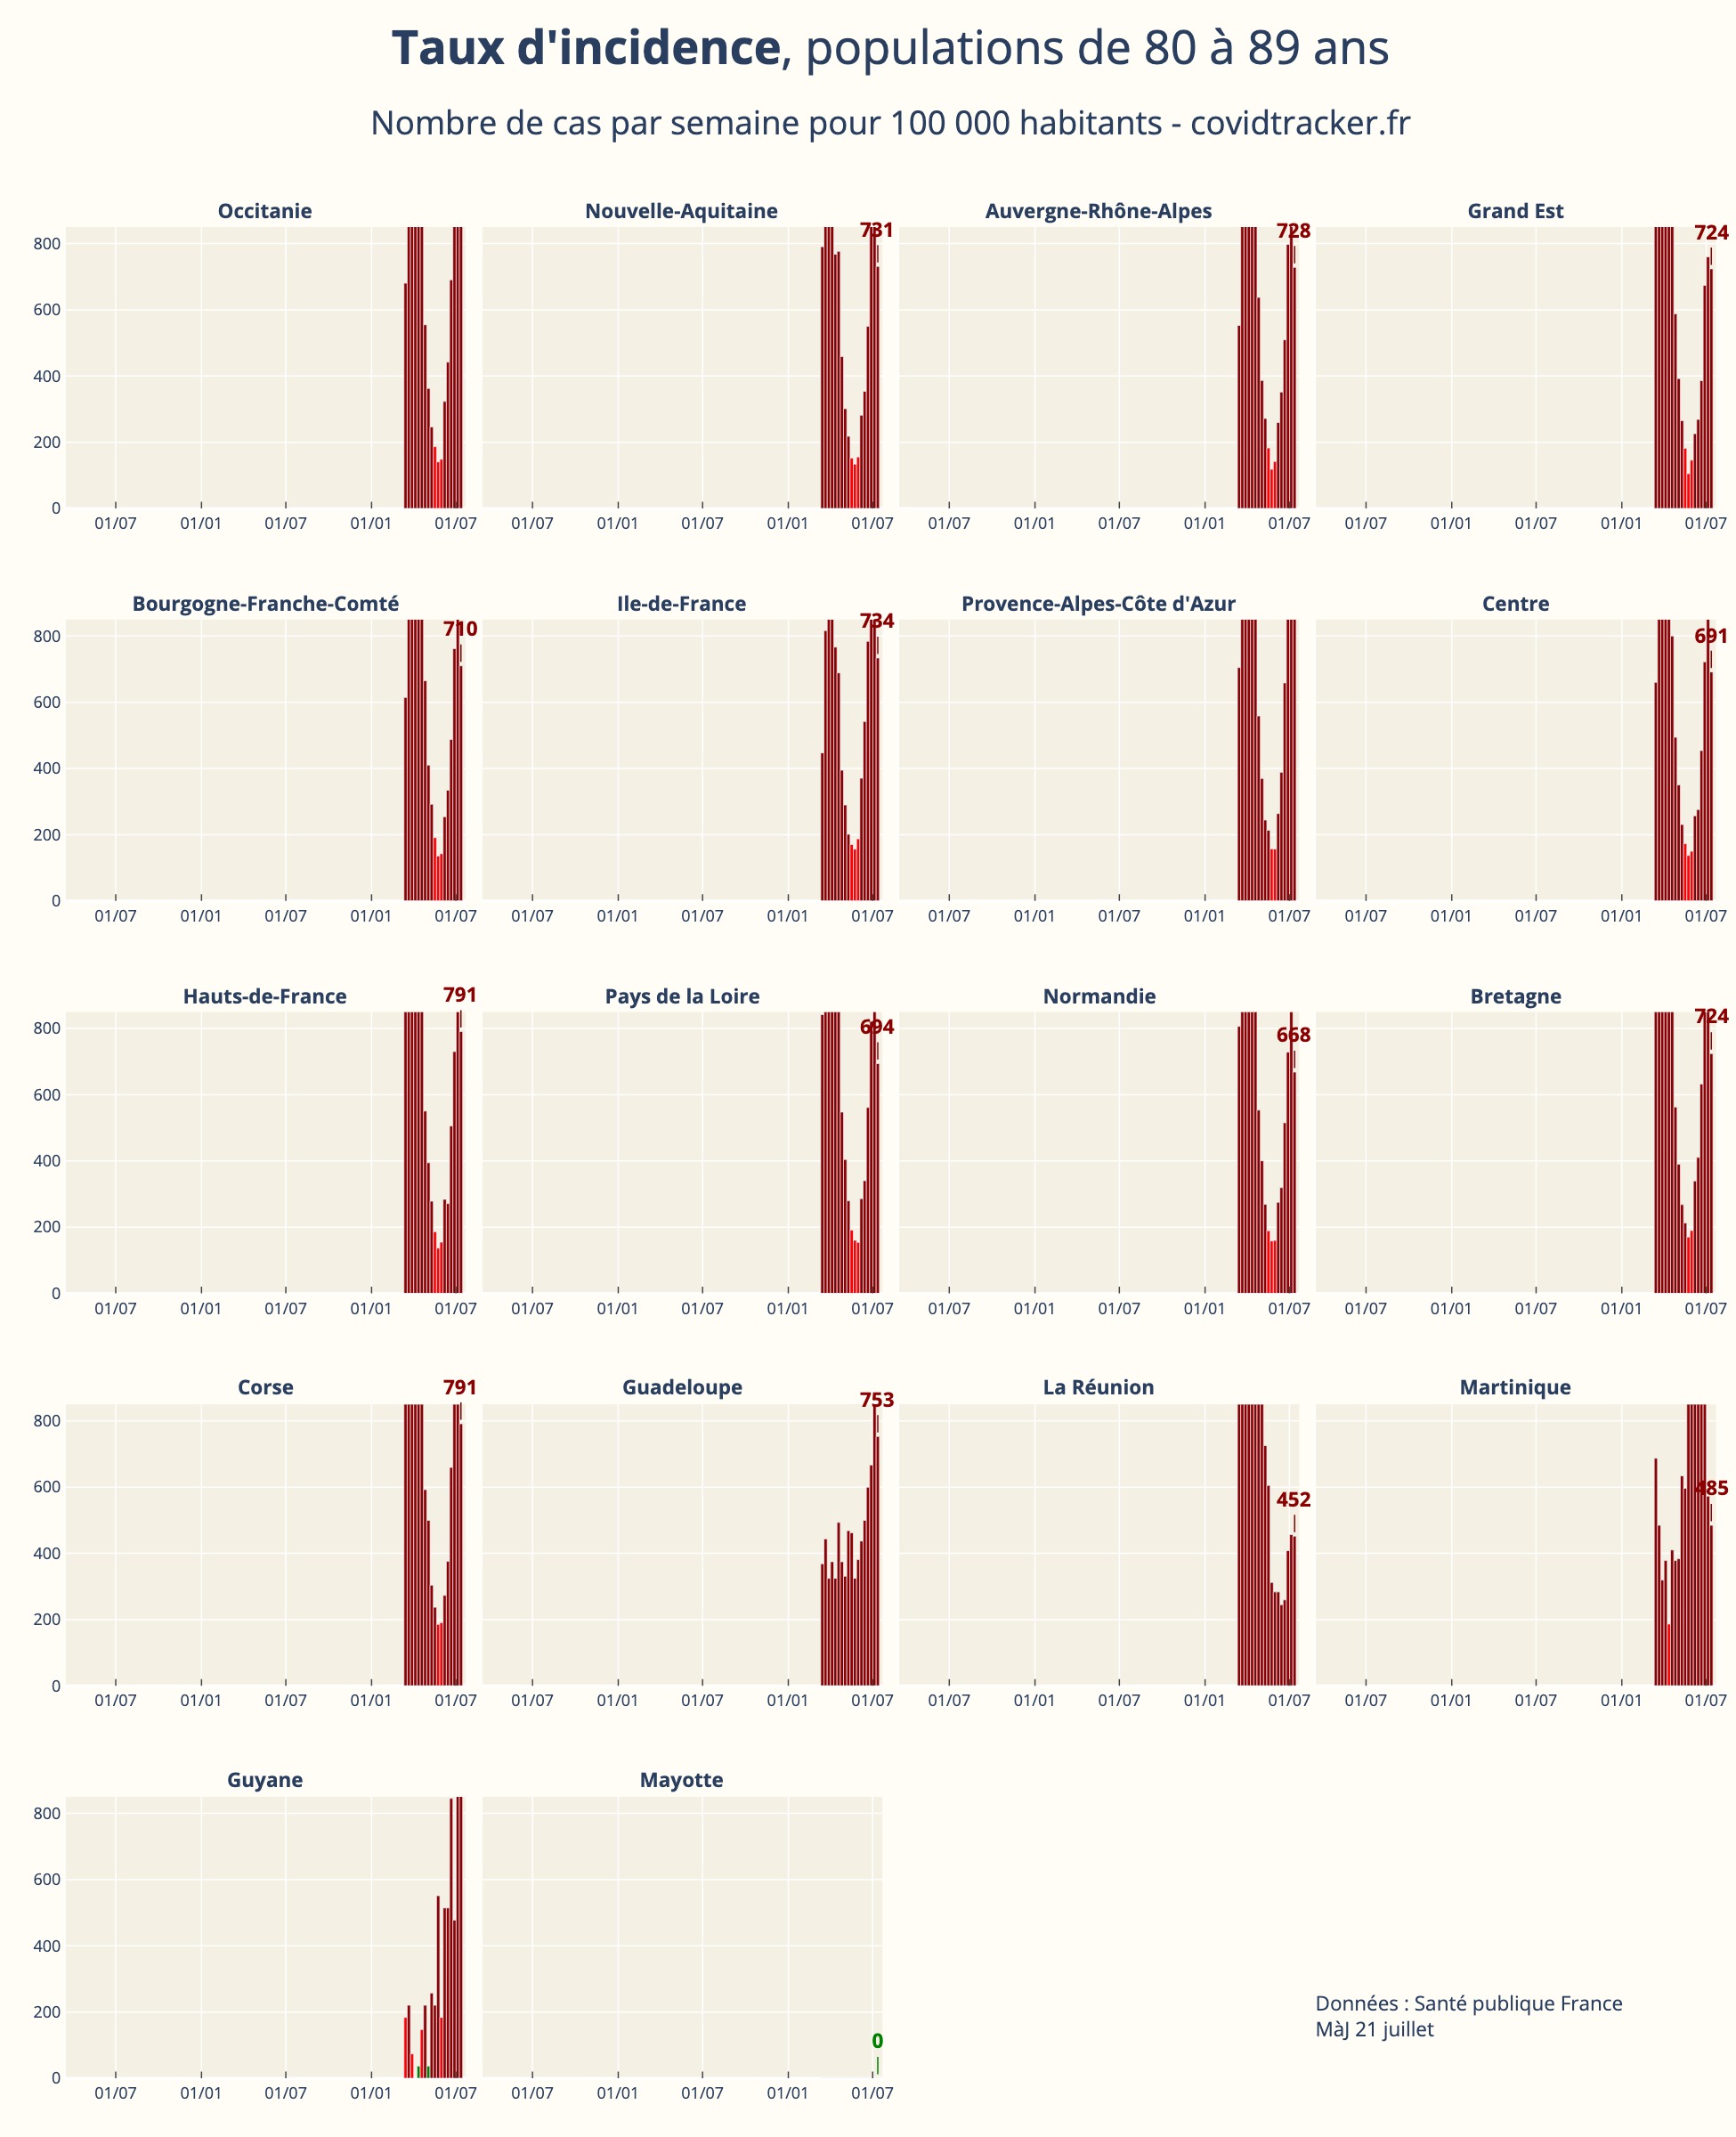 Taux d'incidence, populations de 80 à 89 ans
Nombre de cas par semaine pour 100 000 habitants - covidtracker.fr
Occitanie Nouvelle-Aquitaine Auvergne-Rhône-Alpes Grand Est
731 728 724
800
600
400
200
0
01/07 01/01 01/07 01/01 01/07 01/07 01/01 01/07 01/01 01/07 01/07 01/01 01/07 01/01 01/07 01/07 01/01 01/07 01/01 01/07
Bourgogne-Franche-Comté Ile-de-France Provence-Alpes-Côte d'Azur Centre
710 734 691
800
600
400
200
0
01/07 01/01 01/07 01/01 01/07 01/07 01/01 01/07 01/01 01/07 01/07 01/01 01/07 01/01 01/07 01/07 01/01 01/07 01/01 01/07
Hauts-de-France 791 Pays de la Loire Normandie Bretagne
694 668 724
800
600
400
200
0
01/07 01/01 01/07 01/01 01/07 01/07 01/01 01/07 01/01 01/07 01/07 01/01 01/07 01/01 01/07 01/07 01/01 01/07 01/01 01/07
Corse 791 Guadeloupe La Réunion Martinique
753 452 485
800
600
400
200
0
01/07 01/01 01/07 01/01 01/07 01/07 01/01 01/07 01/01 01/07 01/07 01/01 01/07 01/01 01/07 01/07 01/01 01/07 01/01 01/07
Guyane Mayotte
800
600
400
200
0
0
01/07 01/01 01/07 01/01 01/07 01/07 01/01 01/07 01/01 01/07
Données : Santé publique France
MàJ 21 juillet